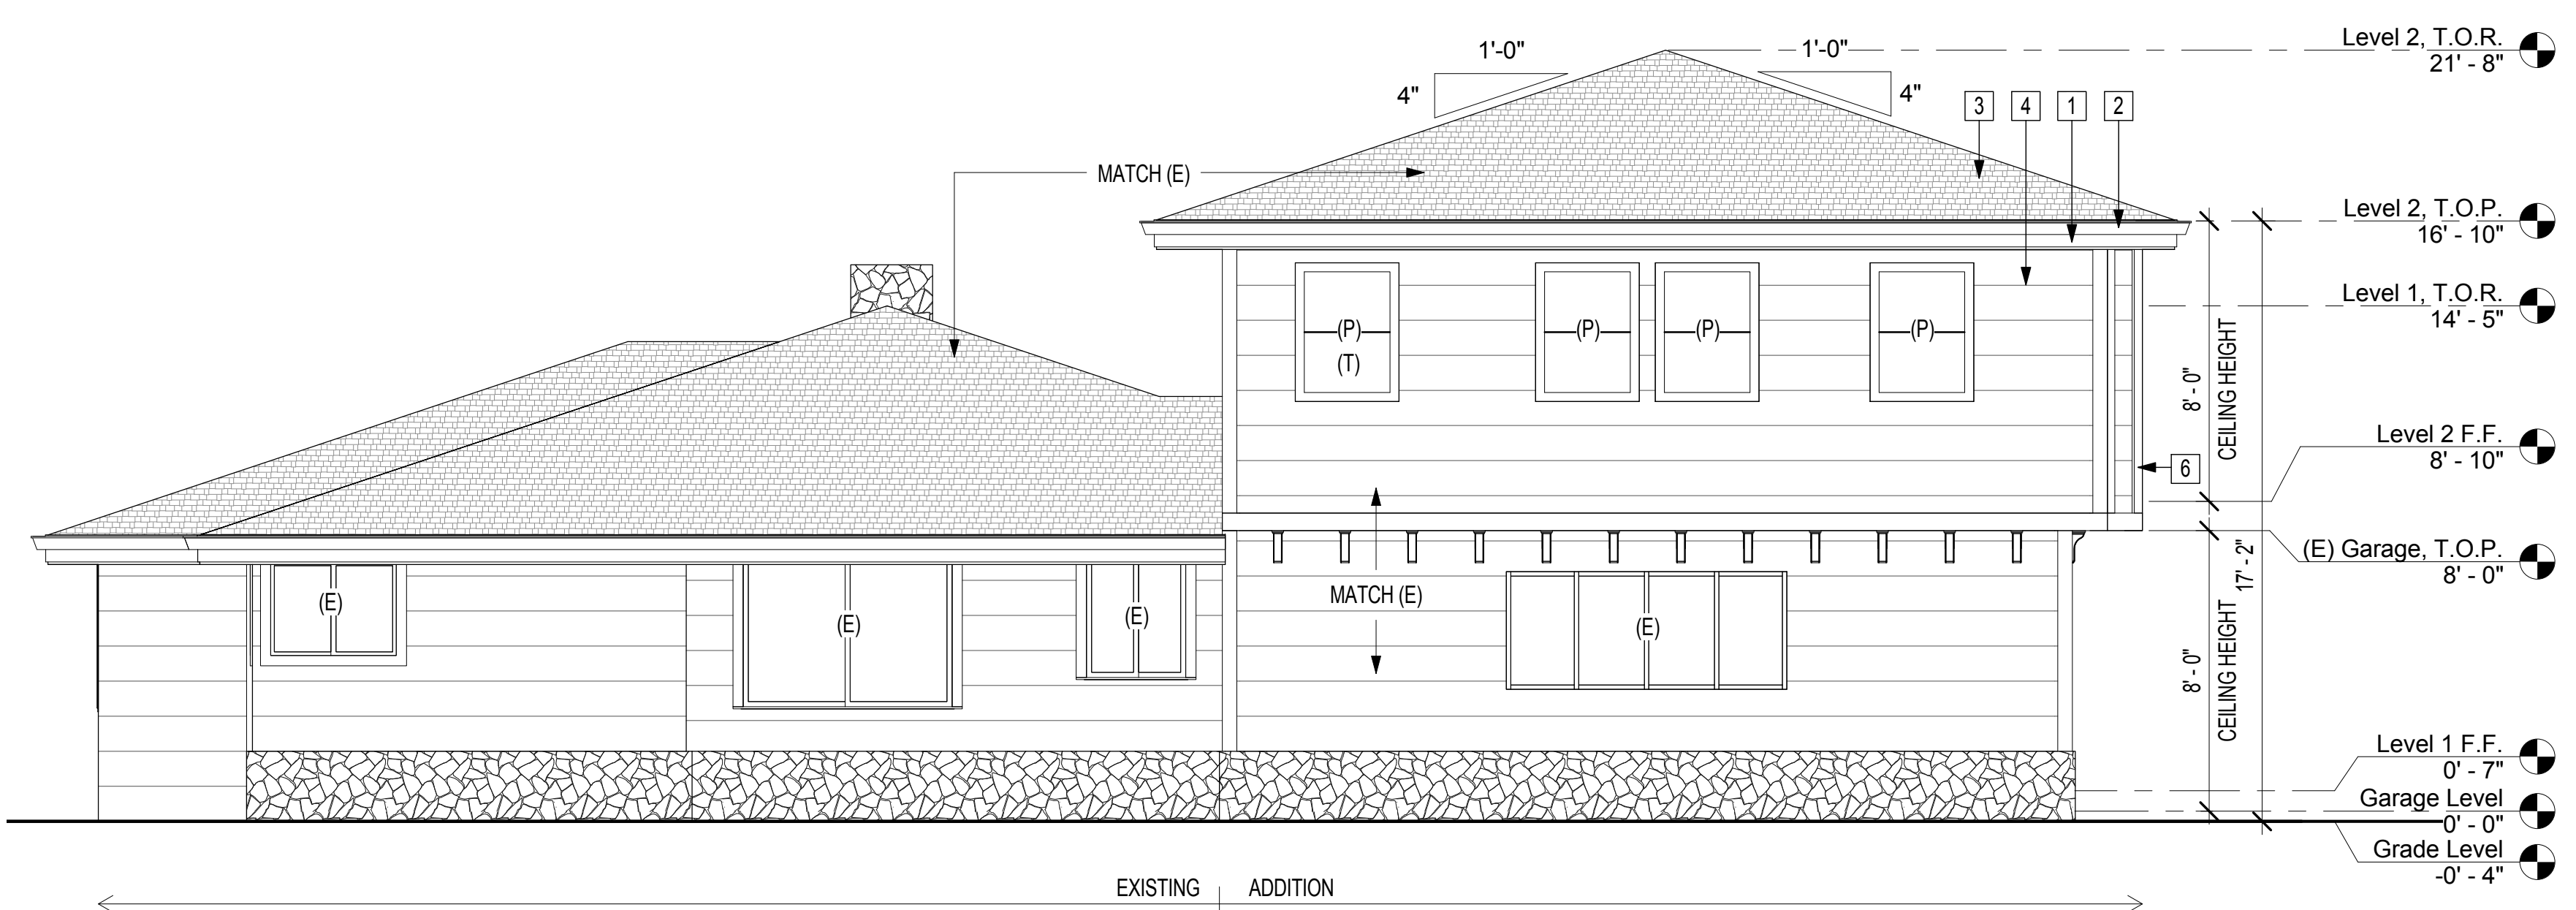 Level 2, T.O.R.
21' - 8"
1'-0"
1'-0"
4"
4"
3
4
1
2
MATCH (E)
Level 2, T.O.P.
16' - 10"
Level 1, T.O.R.
14' - 5"
(P)
(T)
(P)
(P)
(P)
8' - 0"
CEILING HEIGHT
Level 2 F.F.
8' - 10"
6
(E) Garage, T.O.P.
8' - 0"
17' - 2"
(E)
(E)
(E)
MATCH (E)
(E)
8' - 0"
CEILING HEIGHT
Level 1 F.F.
0' - 7"
Garage Level
0' - 0"
Grade Level
-0' - 4"
EXISTING
ADDITION